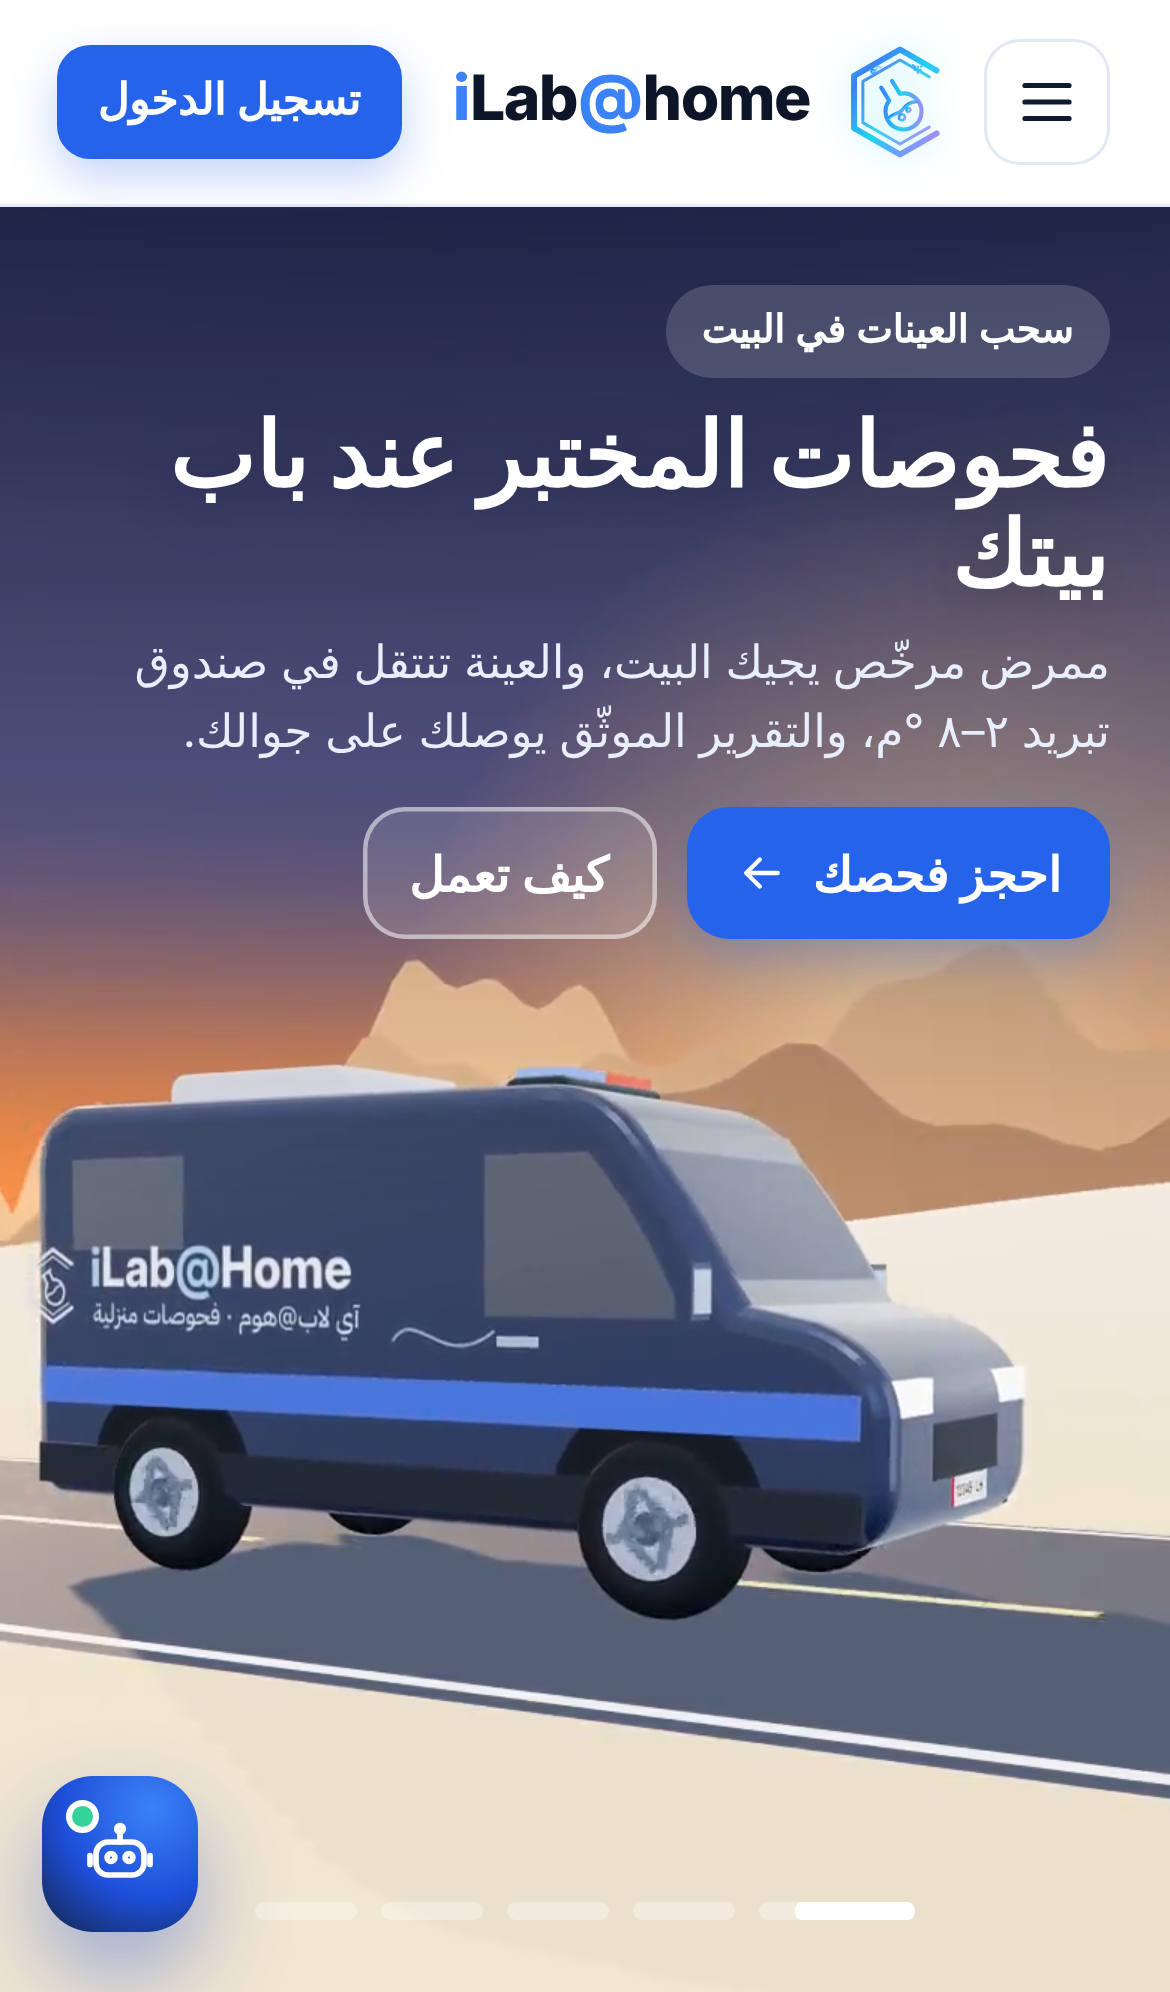 iLab@home
تسجيل الدخول
سحب العينات في البيت
فحوصات المختبر عند باب
بيتك
ممرض مرخّص يجيك البيت، والعينة تنتقل في صندوق
تبريد ٢–٨ °م، والتقرير الموثّق يوصلك على جوالك.
احجز فحصك ←
كيف تعمل
iLab@Home
آي لاب@هوم · فحوصات منزلية